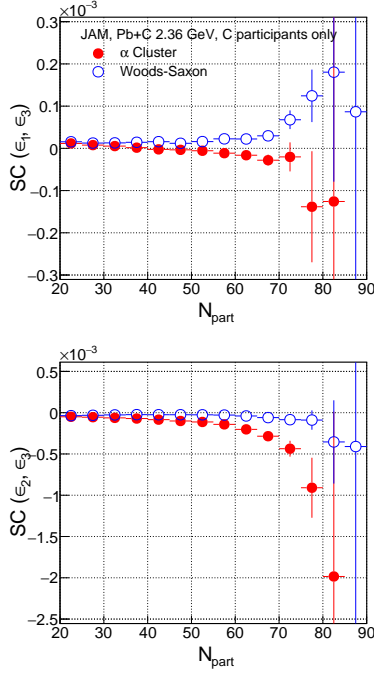 ×10⁻³
0.3
0.2
0.1
0
−0.1
−0.2
−0.3
SC (ϵ₁, ϵ₃)
JAM, Pb+C 2.36 GeV, C participants only
α Cluster
Woods-Saxon
20 30 40 50 60 70 80 90
N_part
×10⁻³
0.5
0
−0.5
−1
−1.5
−2
−2.5
SC (ϵ₂, ϵ₃)
20 30 40 50 60 70 80 90
N_part